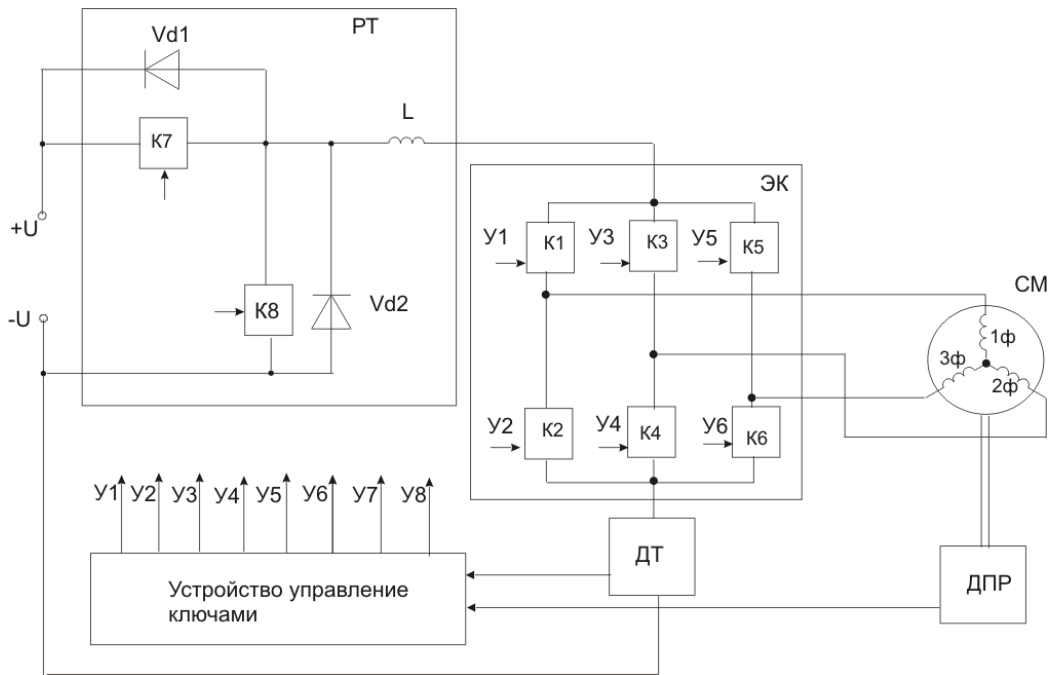 РТ
Vd1
К7
L
ЭК
+U
У1
К1
У3
К3
У5
К5
СМ
-U
К8
Vd2
1ф
3ф
2ф
У2
К2
У4
К4
У6
К6
У1
У2
У3
У4
У5
У6
У7
У8
ДТ
Устройство управление
ключами
ДПР